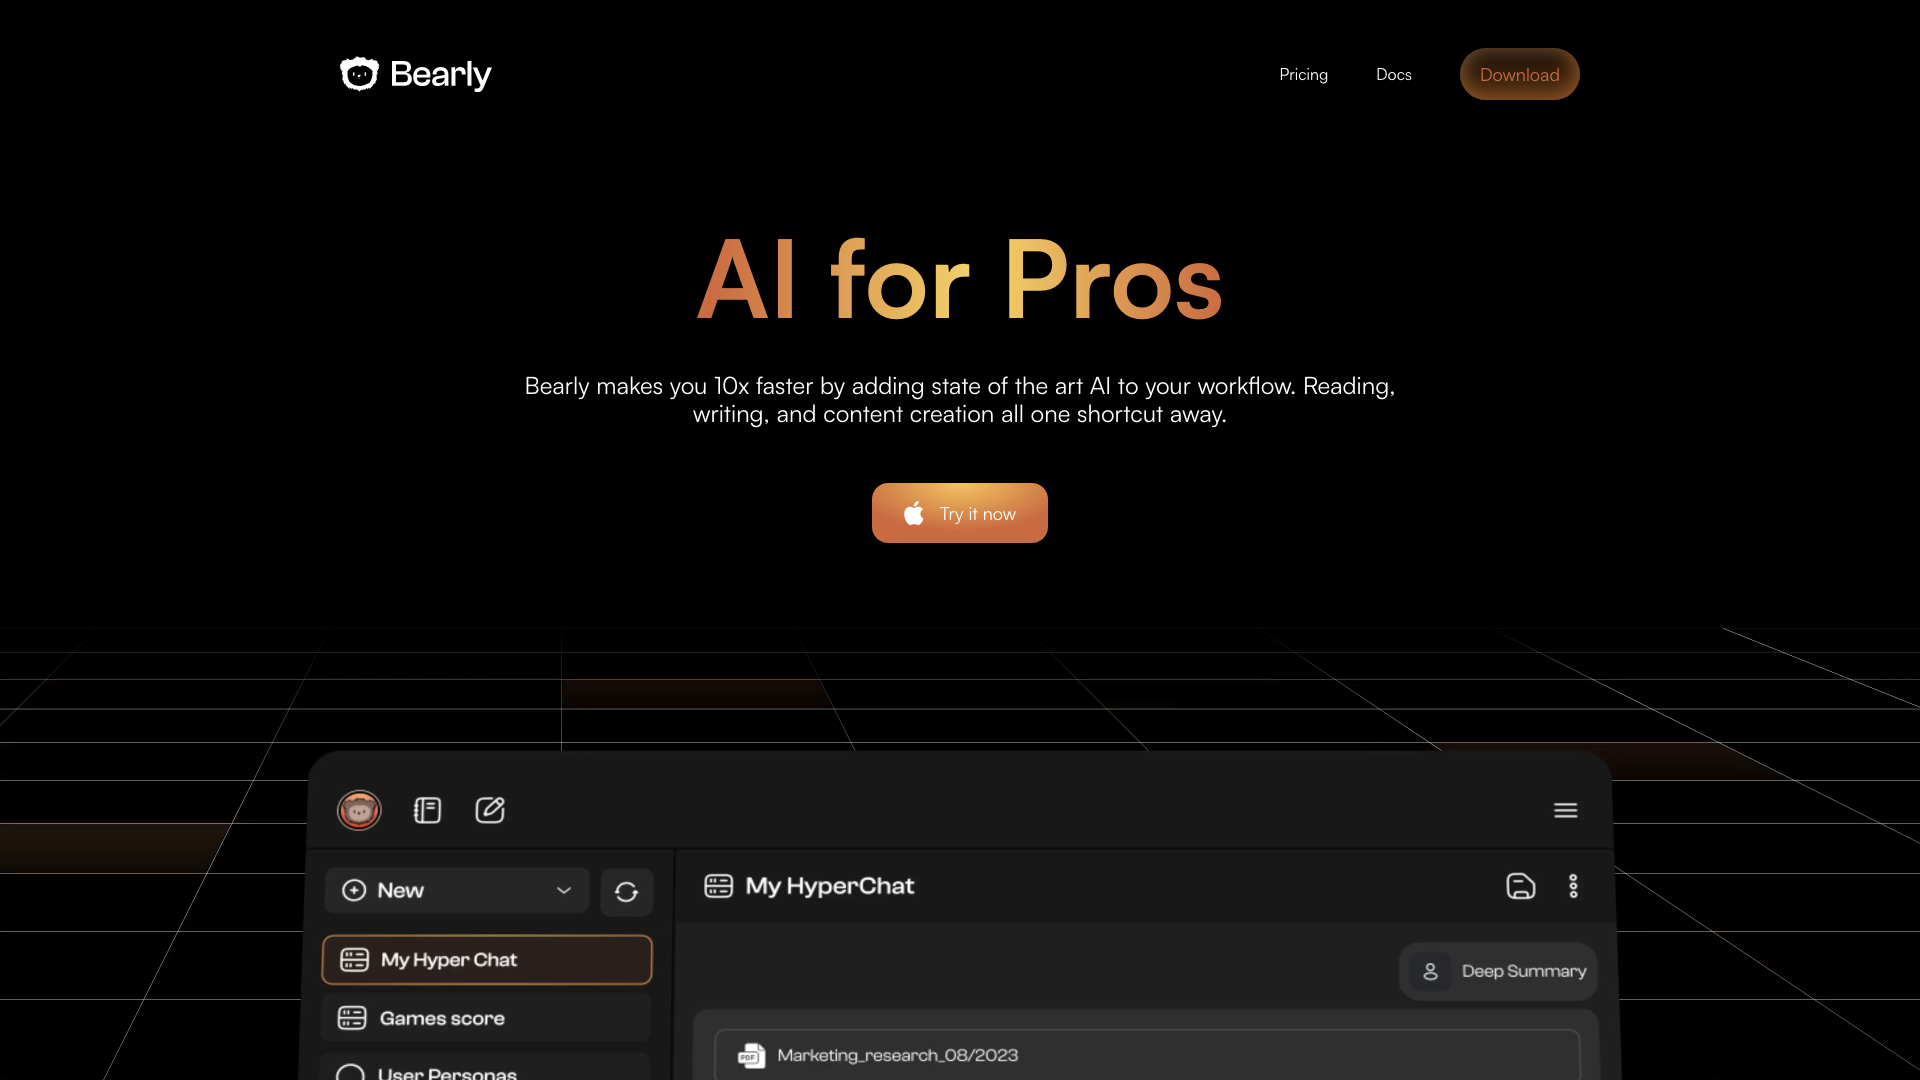 Bearly
Pricing
Docs
Download
AI for Pros
Bearly makes you 10x faster by adding state of the art AI to your workflow. Reading,
writing, and content creation all one shortcut away.
Try it now
New
My HyperChat
My Hyper Chat
Deep Summary
Games score
PDF
Marketing_research_08/2023
User Personas